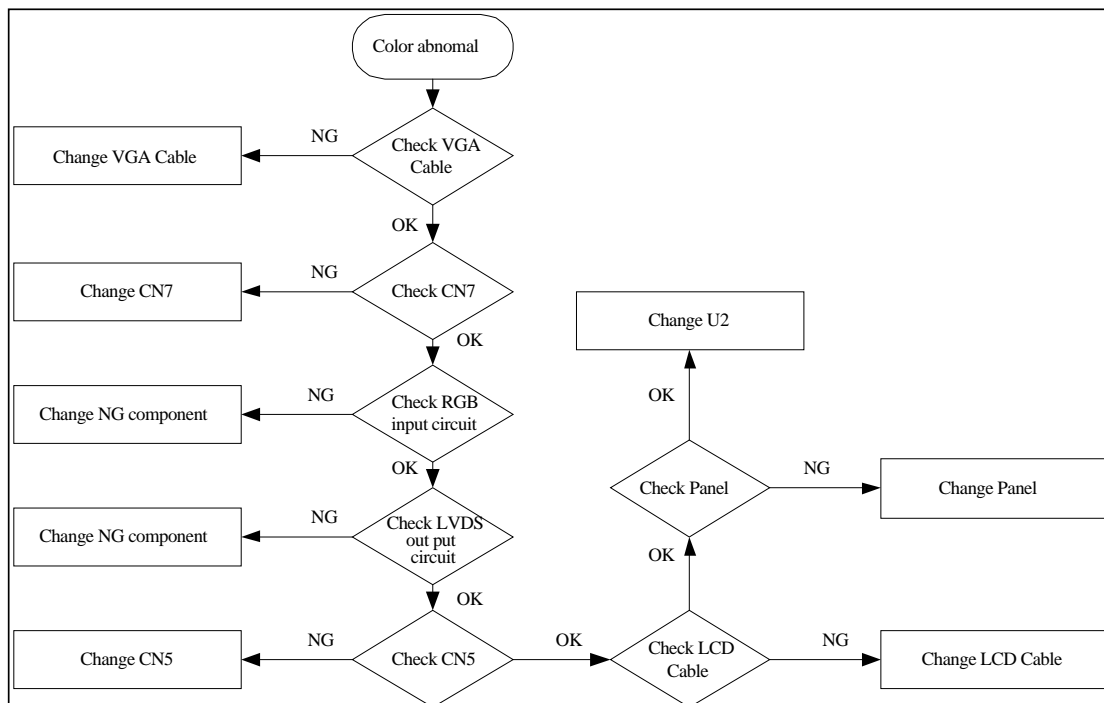 Color abnomal
NG
Check VGA
Cable
Change VGA Cable
OK
NG
Check CN7
Change CN7
OK
Change U2
NG
Check RGB
input circuit
Change NG component
OK
OK
NG
Check Panel
NG
Change Panel
Check LVDS
out put
circuit
Change NG component
OK
OK
NG
Check CN5
Change CN5
OK
Check LCD
Cable
NG
Change LCD Cable